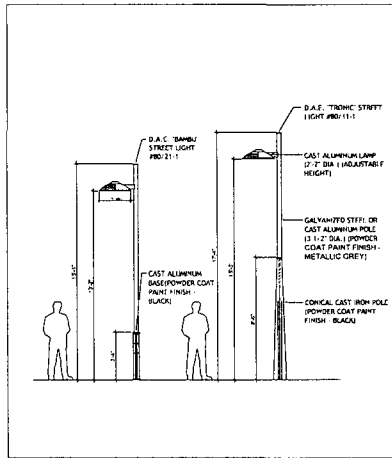 D.A.C. "BAMBU"
STREET LIGHT
#80/21-1
CAST ALUMINUM
BASE(POWDER COAT
PAINT FINISH -
BLACK)
D.A.E. "TRONIC" STREET
LIGHT #80/11-1
CAST ALUMINUM LAMP
(2'-2" DIA.) (ADJUSTABLE
HEIGHT)
GALVANIZED STEEL OR
CAST ALUMINUM POLE
(3 1-2" DIA.) (POWDER
COAT PAINT FINISH -
METALLIC GREY)
CONICAL CAST IRON POLE
(POWDER COAT PAINT
FINISH - BLACK)